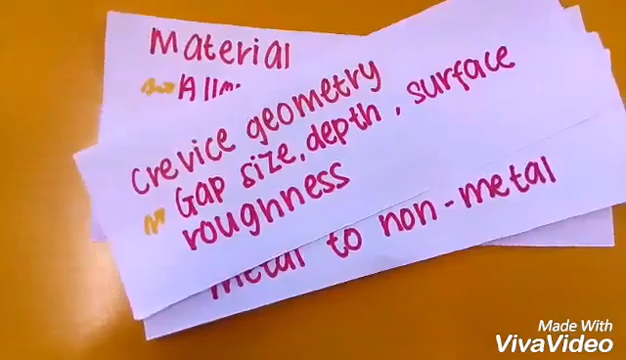 Material
Crevice geometry
Gap size, depth, surface
roughness
metal to non-metal
Made With
VivaVideo